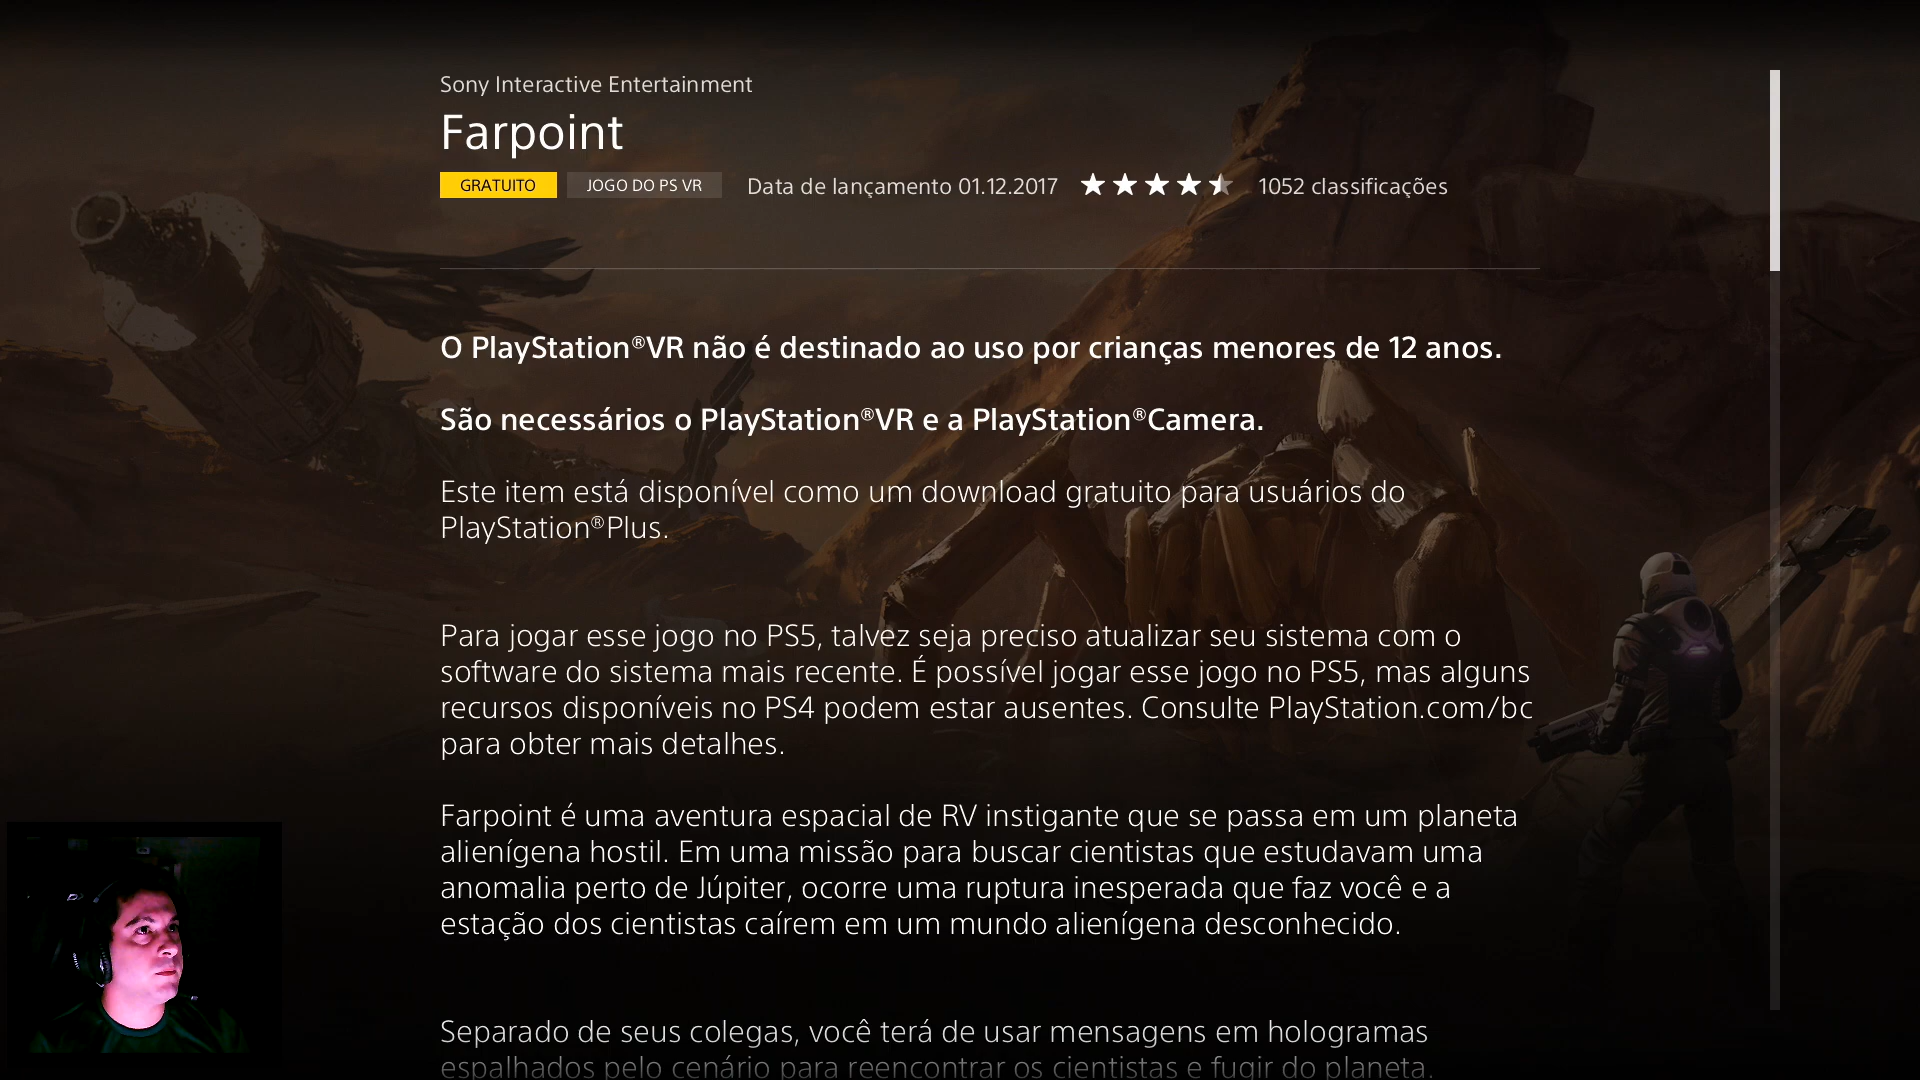 Sony Interactive Entertainment
Farpoint
GRATUITO JOGO DO PS VR Data de lançamento 01.12.2017 1052 classificações
O PlayStation®VR não é destinado ao uso por crianças menores de 12 anos.
São necessários o PlayStation®VR e a PlayStation®Camera.
Este item está disponível como um download gratuito para usuários do
PlayStation®Plus.
Para jogar esse jogo no PS5, talvez seja preciso atualizar seu sistema com o
software do sistema mais recente. É possível jogar esse jogo no PS5, mas alguns
recursos disponíveis no PS4 podem estar ausentes. Consulte PlayStation.com/bc
para obter mais detalhes.
Farpoint é uma aventura espacial de RV instigante que se passa em um planeta
alienígena hostil. Em uma missão para buscar cientistas que estudavam uma
anomalia perto de Júpiter, ocorre uma ruptura inesperada que faz você e a
estação dos cientistas caírem em um mundo alienígena desconhecido.
Separado de seus colegas, você terá de usar mensagens em hologramas
espalhados pelo cenário para reencontrar os cientistas e fugir do planeta.